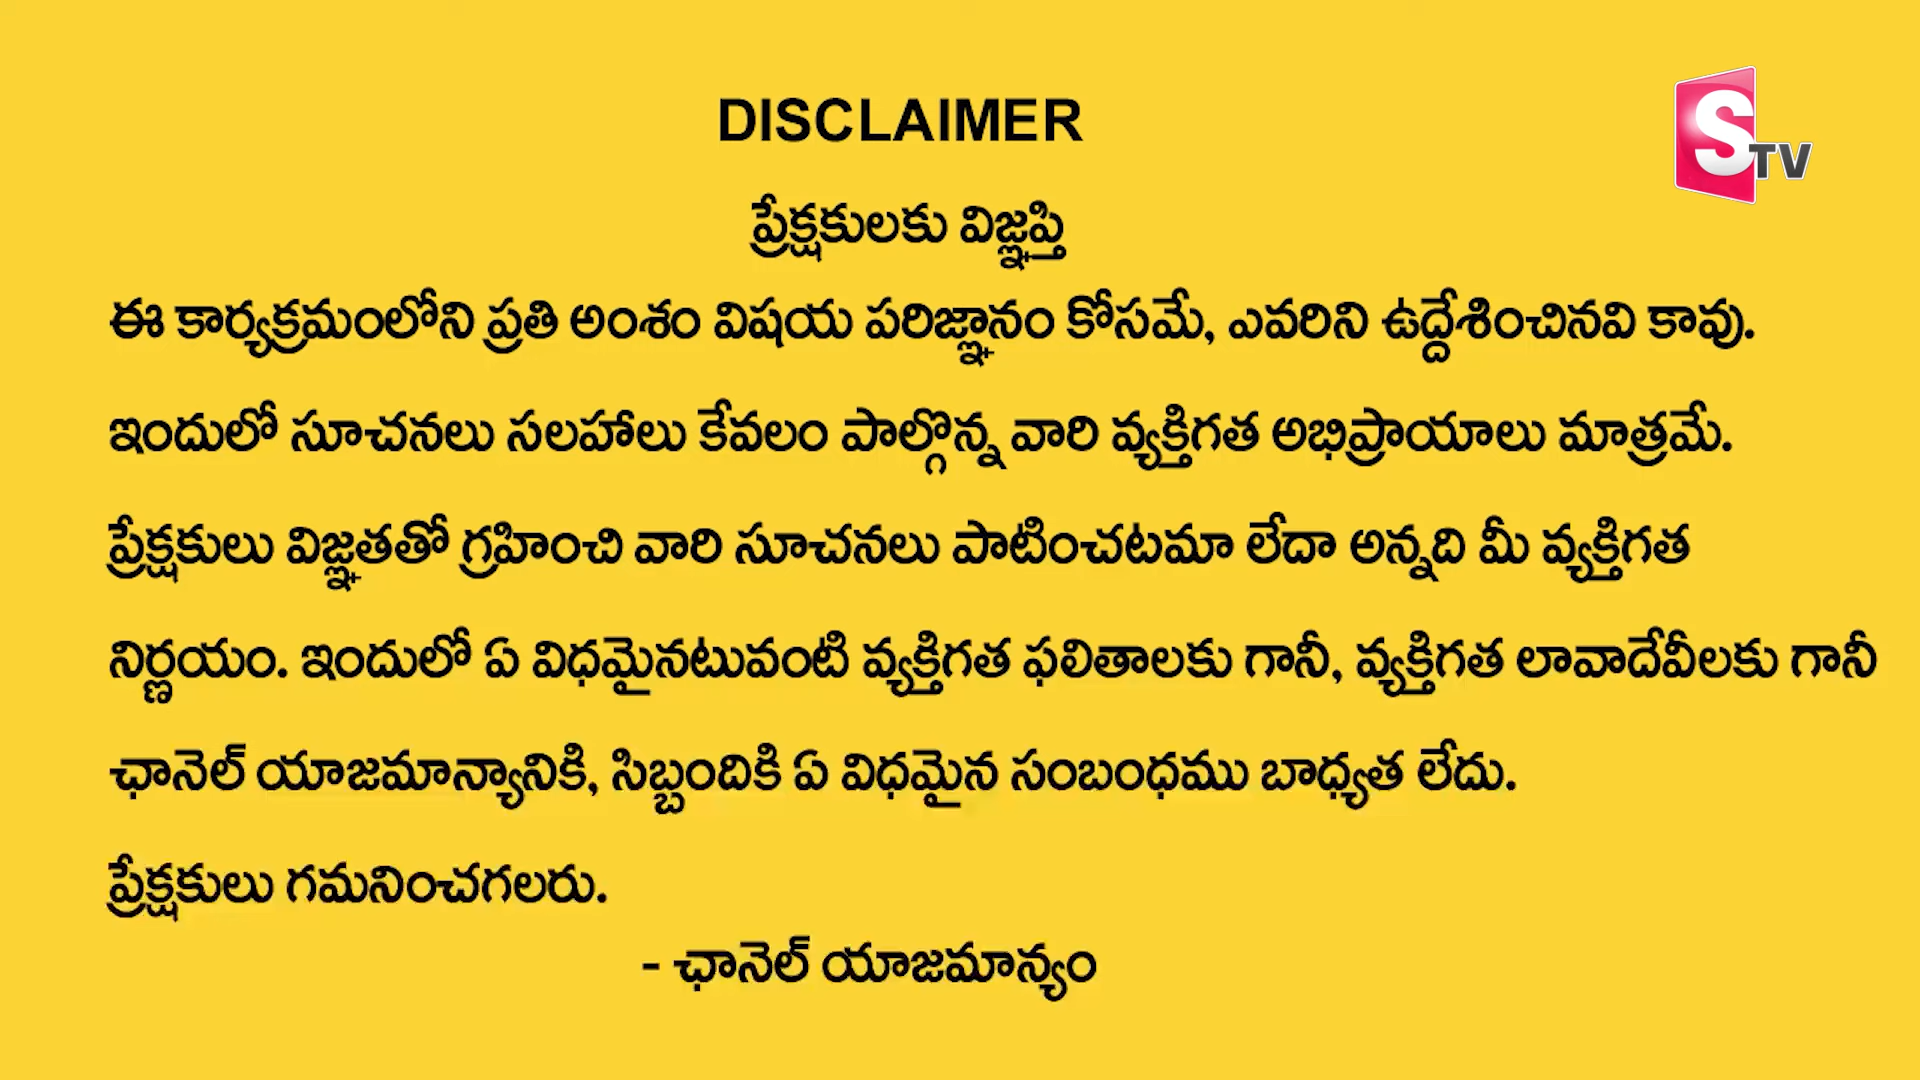 DISCLAIMER
STV
ప్రేక్షకులకు విజ్ఞప్తి
ఈ కార్యక్రమంలోని ప్రతి అంశం విషయ పరిజ్ఞానం కోసమే, ఎవరిని ఉద్దేశించినవి కావు.
ఇందులో సూచనలు సలహాలు కేవలం పాల్గొన్న వారి వ్యక్తిగత అభిప్రాయాలు మాత్రమే.
ప్రేక్షకులు విజ్ఞతతో గ్రహించి వారి సూచనలు పాటించటమా లేదా అన్నది మీ వ్యక్తిగత
నిర్ణయం. ఇందులో ఏ విధమైనటువంటి వ్యక్తిగత ఫలితాలకు గానీ, వ్యక్తిగత లావాదేవీలకు గానీ
ఛానెల్ యాజమాన్యానికి, సిబ్బందికి ఏ విధమైన సంబంధము బాధ్యత లేదు.
ప్రేక్షకులు గమనించగలరు.
- ఛానెల్ యాజమాన్యం